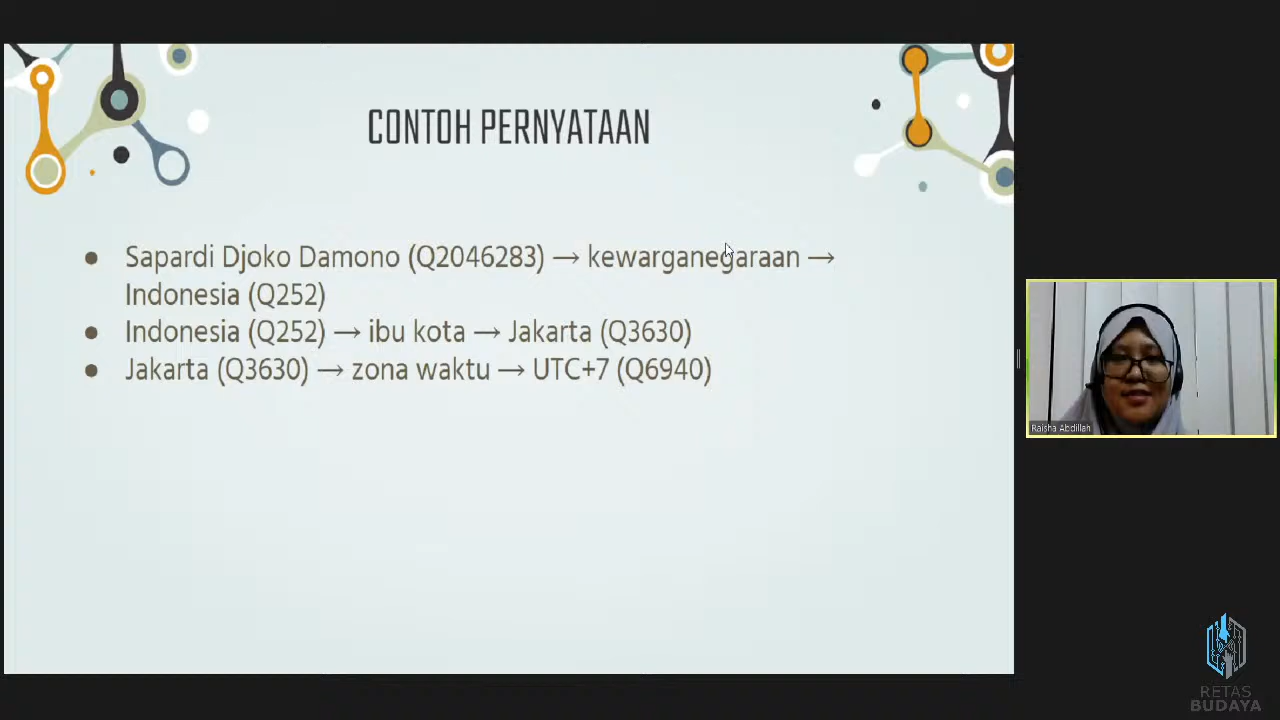 CONTOH PERNYATAAN
● Sapardi Djoko Damono (Q2046283) → kewarganegaraan →
Indonesia (Q252)
● Indonesia (Q252) → ibu kota → Jakarta (Q3630)
● Jakarta (Q3630) → zona waktu → UTC+7 (Q6940)
Raisha Abdillah
RETAS
BUDAYA